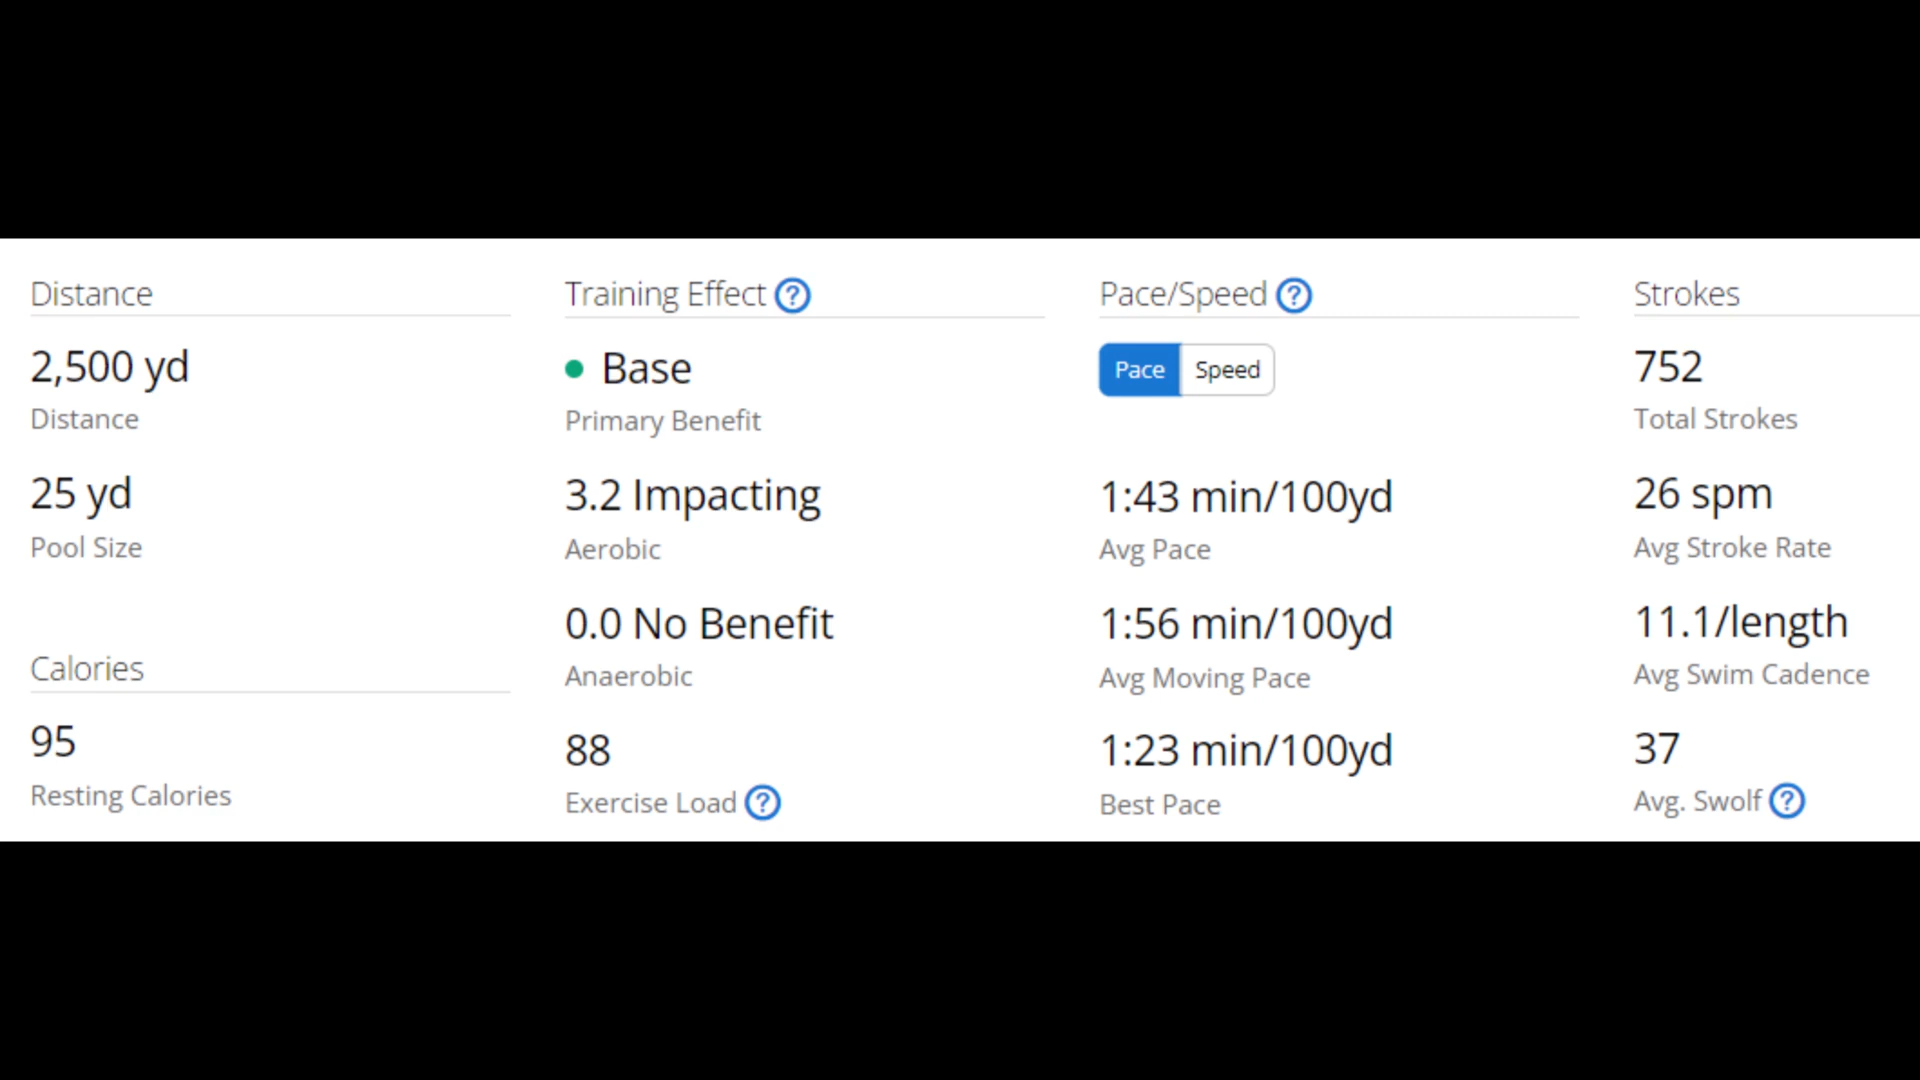 Distance
2,500 yd
Distance
25 yd
Pool Size
Calories
95
Resting Calories
Training Effect ?
Base
Primary Benefit
3.2 Impacting
Aerobic
0.0 No Benefit
Anaerobic
88
Exercise Load ?
Pace/Speed ?
Pace Speed
1:43 min/100yd
Avg Pace
1:56 min/100yd
Avg Moving Pace
1:23 min/100yd
Best Pace
Strokes
752
Total Strokes
26 spm
Avg Stroke Rate
11.1/length
Avg Swim Cadence
37
Avg. Swolf ?